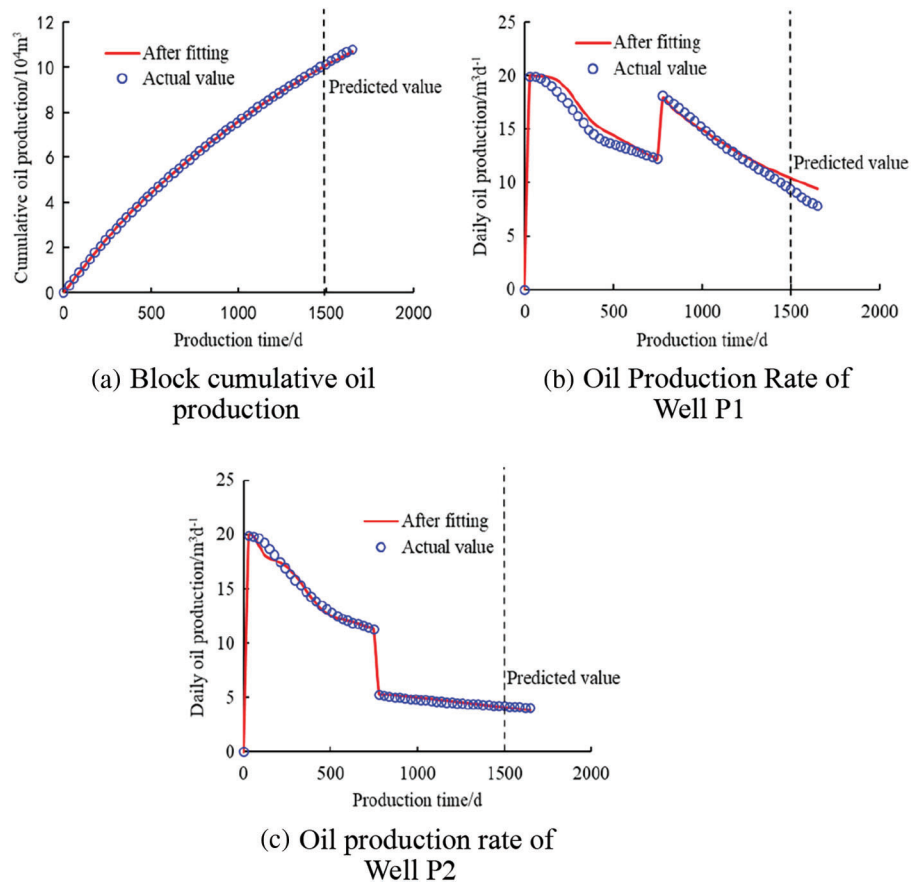 12
10
8
6
4
2
0
Cumulative oil production/10⁴m³
After fitting
Actual value
Predicted value
0 500 1000 1500 2000
Production time/d
(a) Block cumulative oil
production
25
20
15
10
5
0
Daily oil production/m³d⁻¹
After fitting
Actual value
Predicted value
0 500 1000 1500 2000
Production time/d
(b) Oil Production Rate of
Well P1
25
20
15
10
5
0
Daily oil production/m³d⁻¹
After fitting
Actual value
Predicted value
0 500 1000 1500 2000
Production time/d
(c) Oil production rate of
Well P2